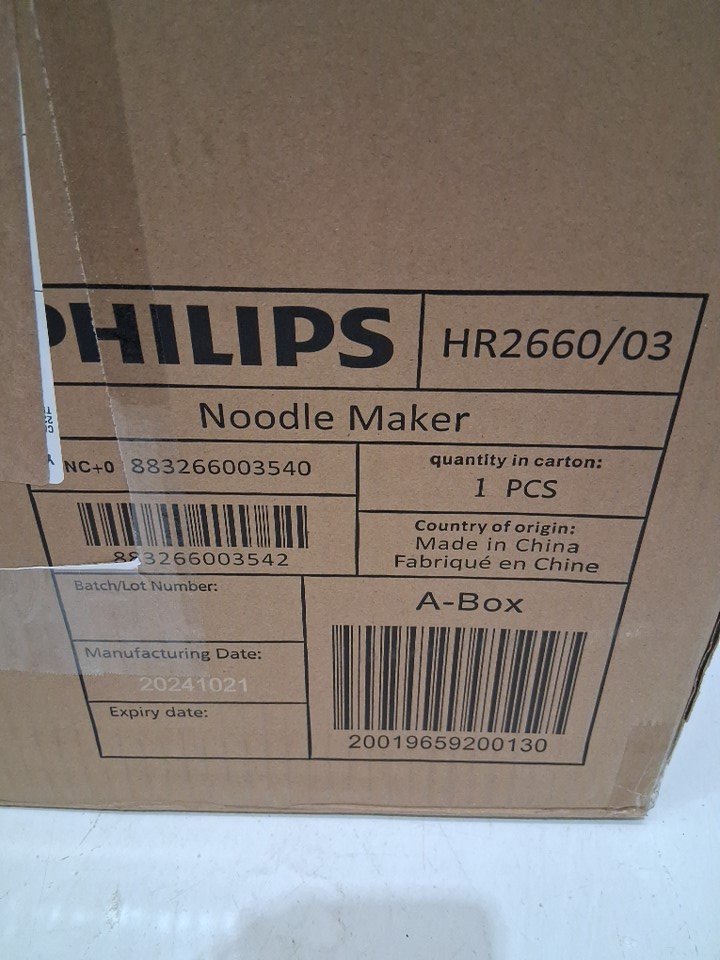 PHILIPS
HR2660/03
Noodle Maker
NC+0 883266003540
quantity in carton:
1 PCS
883266003542
Country of origin:
Made in China
Fabriqué en Chine
Batch/Lot Number:
A-Box
Manufacturing Date:
20241021
Expiry date:
20019659200130